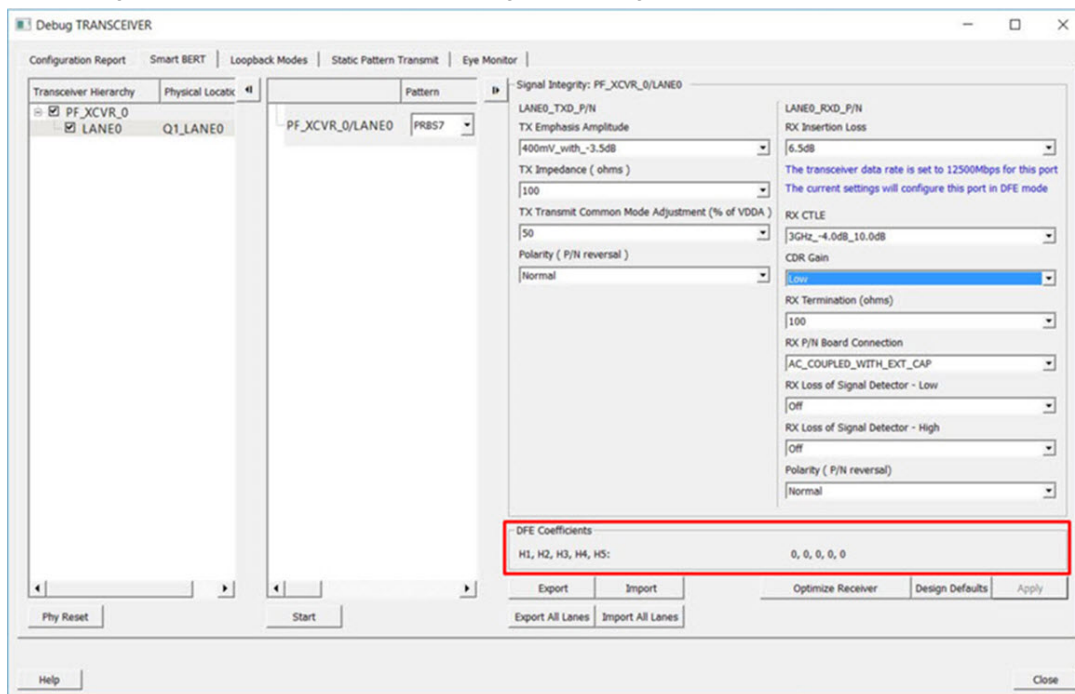 Debug TRANSCEIVER
Configuration Report
Smart BERT
Loopback Modes
Static Pattern Transmit
Eye Monitor
Transceiver Hierarchy
Physical Locatic
PF_XCVR_0
LANE0
Q1_LANE0
Pattern
PF_XCVR_0/LANE0
PRBS7
Signal Integrity: PF_XCVR_0/LANE0
LANE0_TXD_P/N
TX Emphasis Amplitude
400mV_with_-3.5dB
TX Impedance ( ohms )
100
TX Transmit Common Mode Adjustment (% of VDDA )
50
Polarity ( P/N reversal )
Normal
LANE0_RXD_P/N
RX Insertion Loss
6.5dB
The transceiver data rate is set to 12500Mbps for this port
The current settings will configure this port in DFE mode
RX CTLE
3GHz_-4.0dB_10.0dB
CDR Gain
Low
RX Termination (ohms)
100
RX P/N Board Connection
AC_COUPLED_WITH_EXT_CAP
RX Loss of Signal Detector - Low
Off
RX Loss of Signal Detector - High
Off
Polarity ( P/N reversal)
Normal
DFE Coefficients
H1, H2, H3, H4, H5: 0, 0, 0, 0, 0
Export
Import
Optimize Receiver
Design Defaults
Apply
Phy Reset
Start
Export All Lanes
Import All Lanes
Help
Close